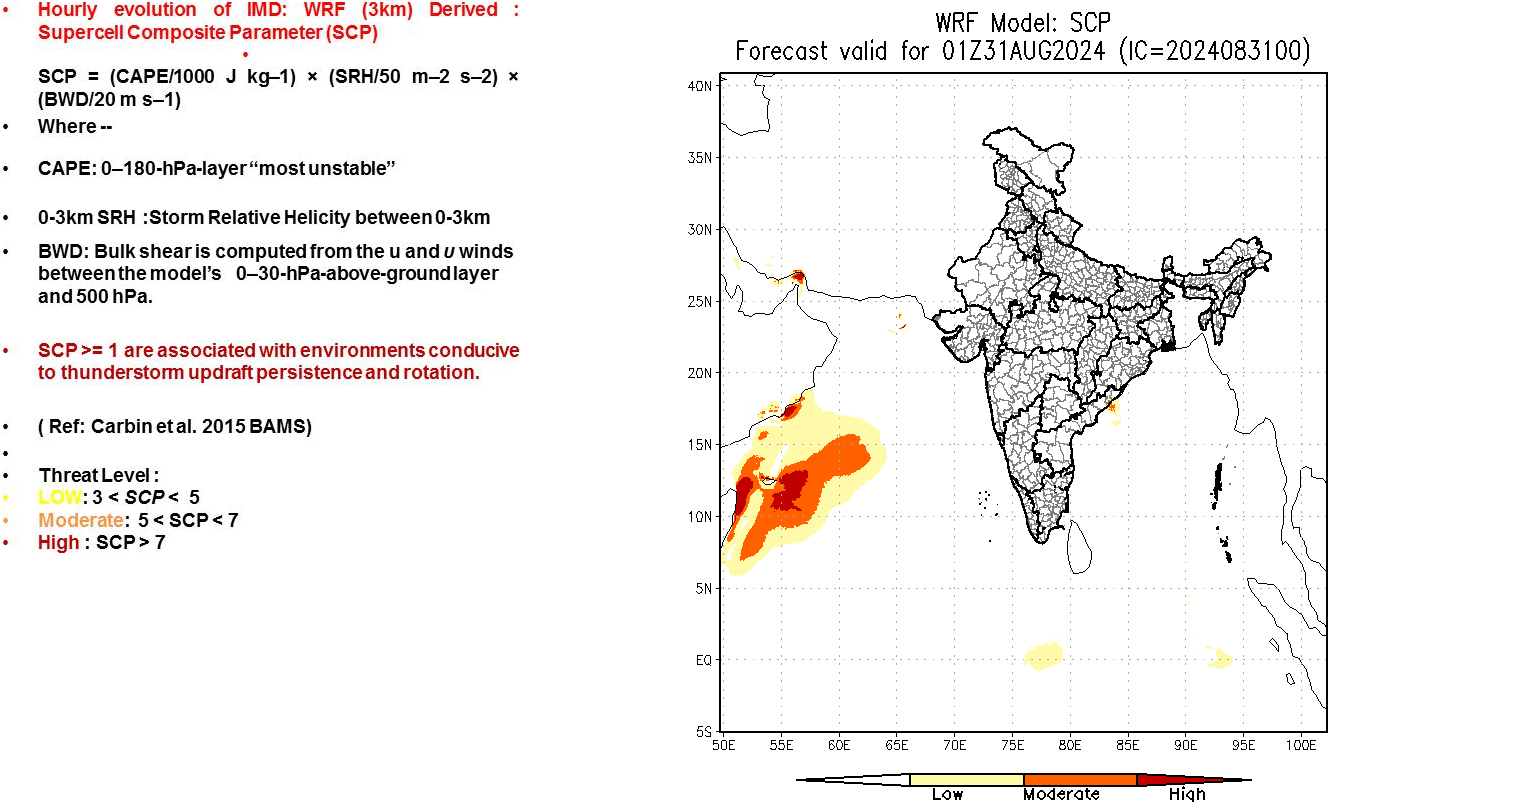 • Hourly evolution of IMD: WRF (3km) Derived :
Supercell Composite Parameter (SCP)
•
SCP = (CAPE/1000 J kg–1) × (SRH/50 m–2 s–2) ×
(BWD/20 m s–1)
• Where --
• CAPE: 0–180-hPa-layer “most unstable”
• 0-3km SRH :Storm Relative Helicity between 0-3km
• BWD: Bulk shear is computed from the u and υ winds
between the model’s 0–30-hPa-above-ground layer
and 500 hPa.
• SCP >= 1 are associated with environments conducive
to thunderstorm updraft persistence and rotation.
• ( Ref: Carbin et al. 2015 BAMS)
•
• Threat Level :
• LOW: 3 < SCP < 5
• Moderate: 5 < SCP < 7
• High : SCP > 7
WRF Model: SCP
Forecast valid for 01Z31AUG2024 (IC=2024083100)
40N
35N
30N
25N
20N
15N
10N
5N
EQ
5S
50E 55E 60E 65E 70E 75E 80E 85E 90E 95E 100E
Low Moderate High